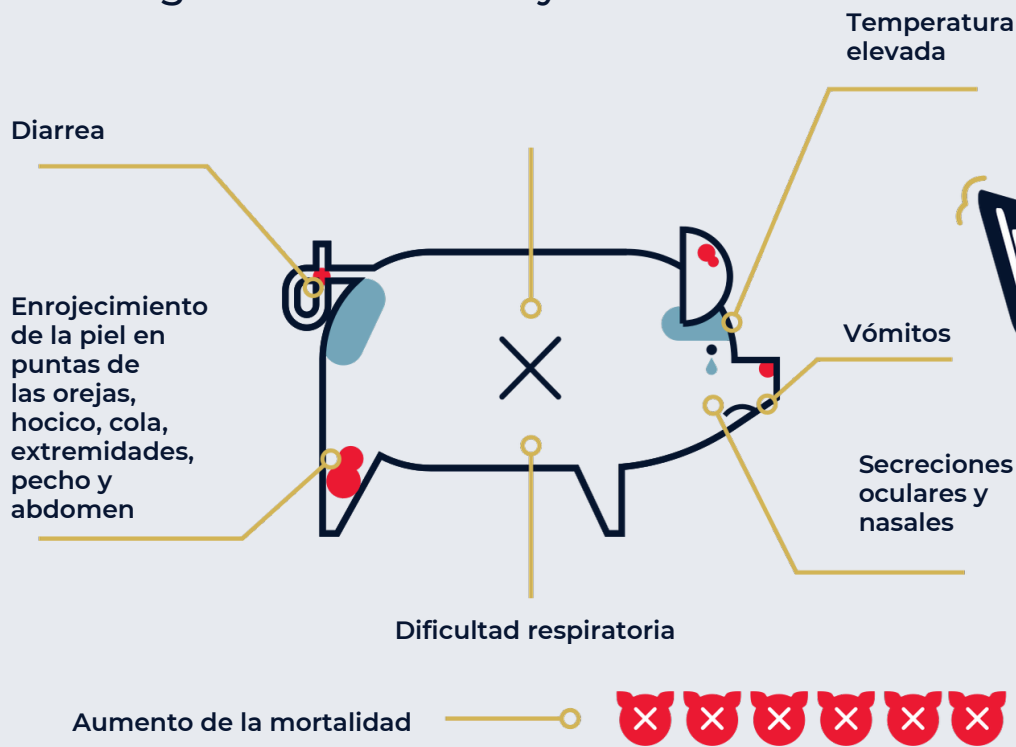 Temperatura
elevada
Diarrea
Enrojecimiento
de la piel en
puntas de
las orejas,
hocico, cola,
extremidades,
pecho y
abdomen
Vómitos
Secreciones
oculares y
nasales
Dificultad respiratoria
Aumento de la mortalidad